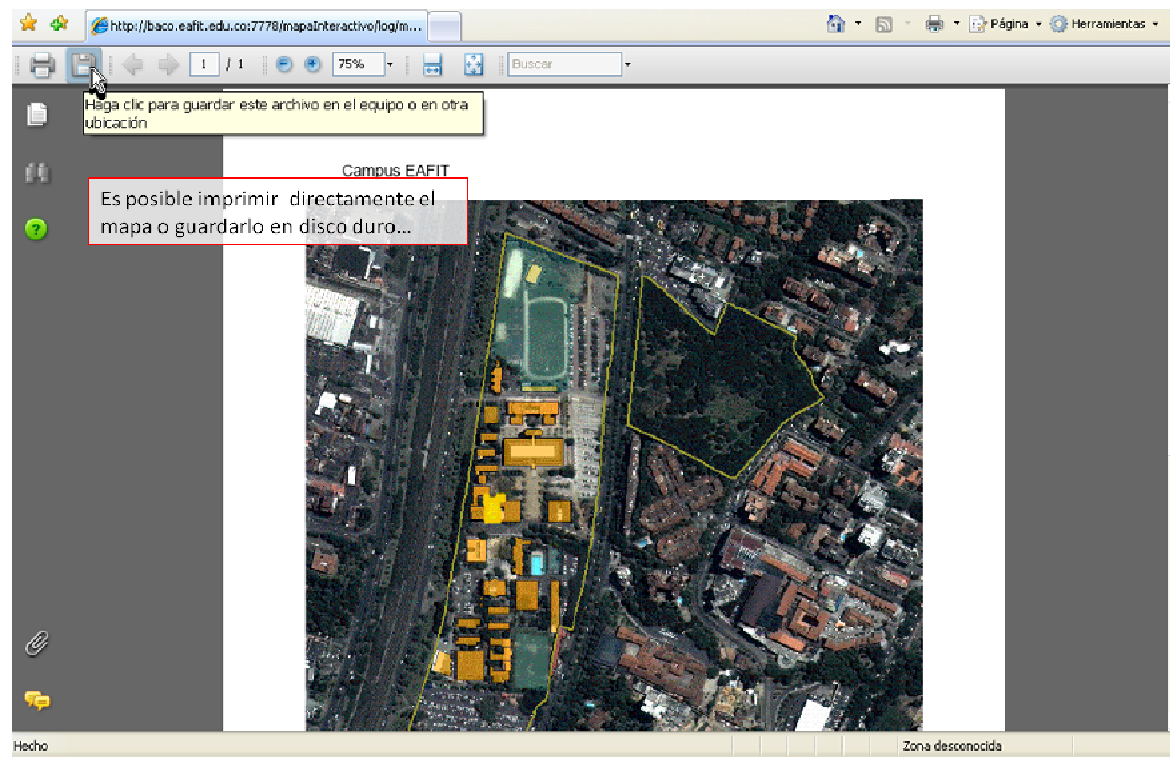 http://baco.eafit.edu.co:7778/mapaInteractivo/log/m...
Página
Herramientas
1 / 1
75%
Buscar
Haga clic para guardar este archivo en el equipo o en otra
ubicación
Campus EAFIT
Es posible imprimir directamente el
mapa o guardarlo en disco duro...
Hecho
Zona desconocida